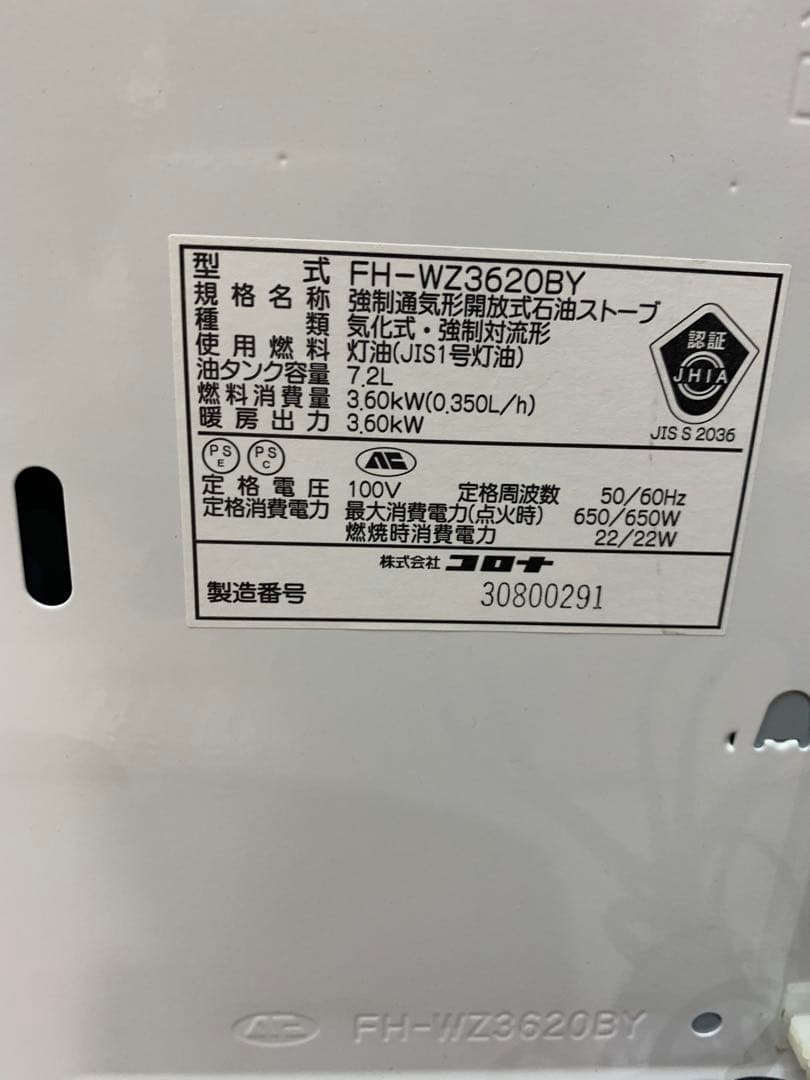 型式 FH-WZ3620BY
規格名称 強制通気形開放式石油ストーブ
種類 気化式・強制対流形
使用燃料 灯油(JIS1号灯油)
油タンク容量 7.2L
燃料消費量 3.60kW(0.350L/h)
暖房出力 3.60kW
認証
JHIA
JIS S 2036
PS E PS C
定格電圧 100V 定格周波数 50/60Hz
定格消費電力 最大消費電力(点火時) 650/650W
燃焼時消費電力 22/22W
株式会社 コロナ
製造番号 30800291
FH-WZ3620BY